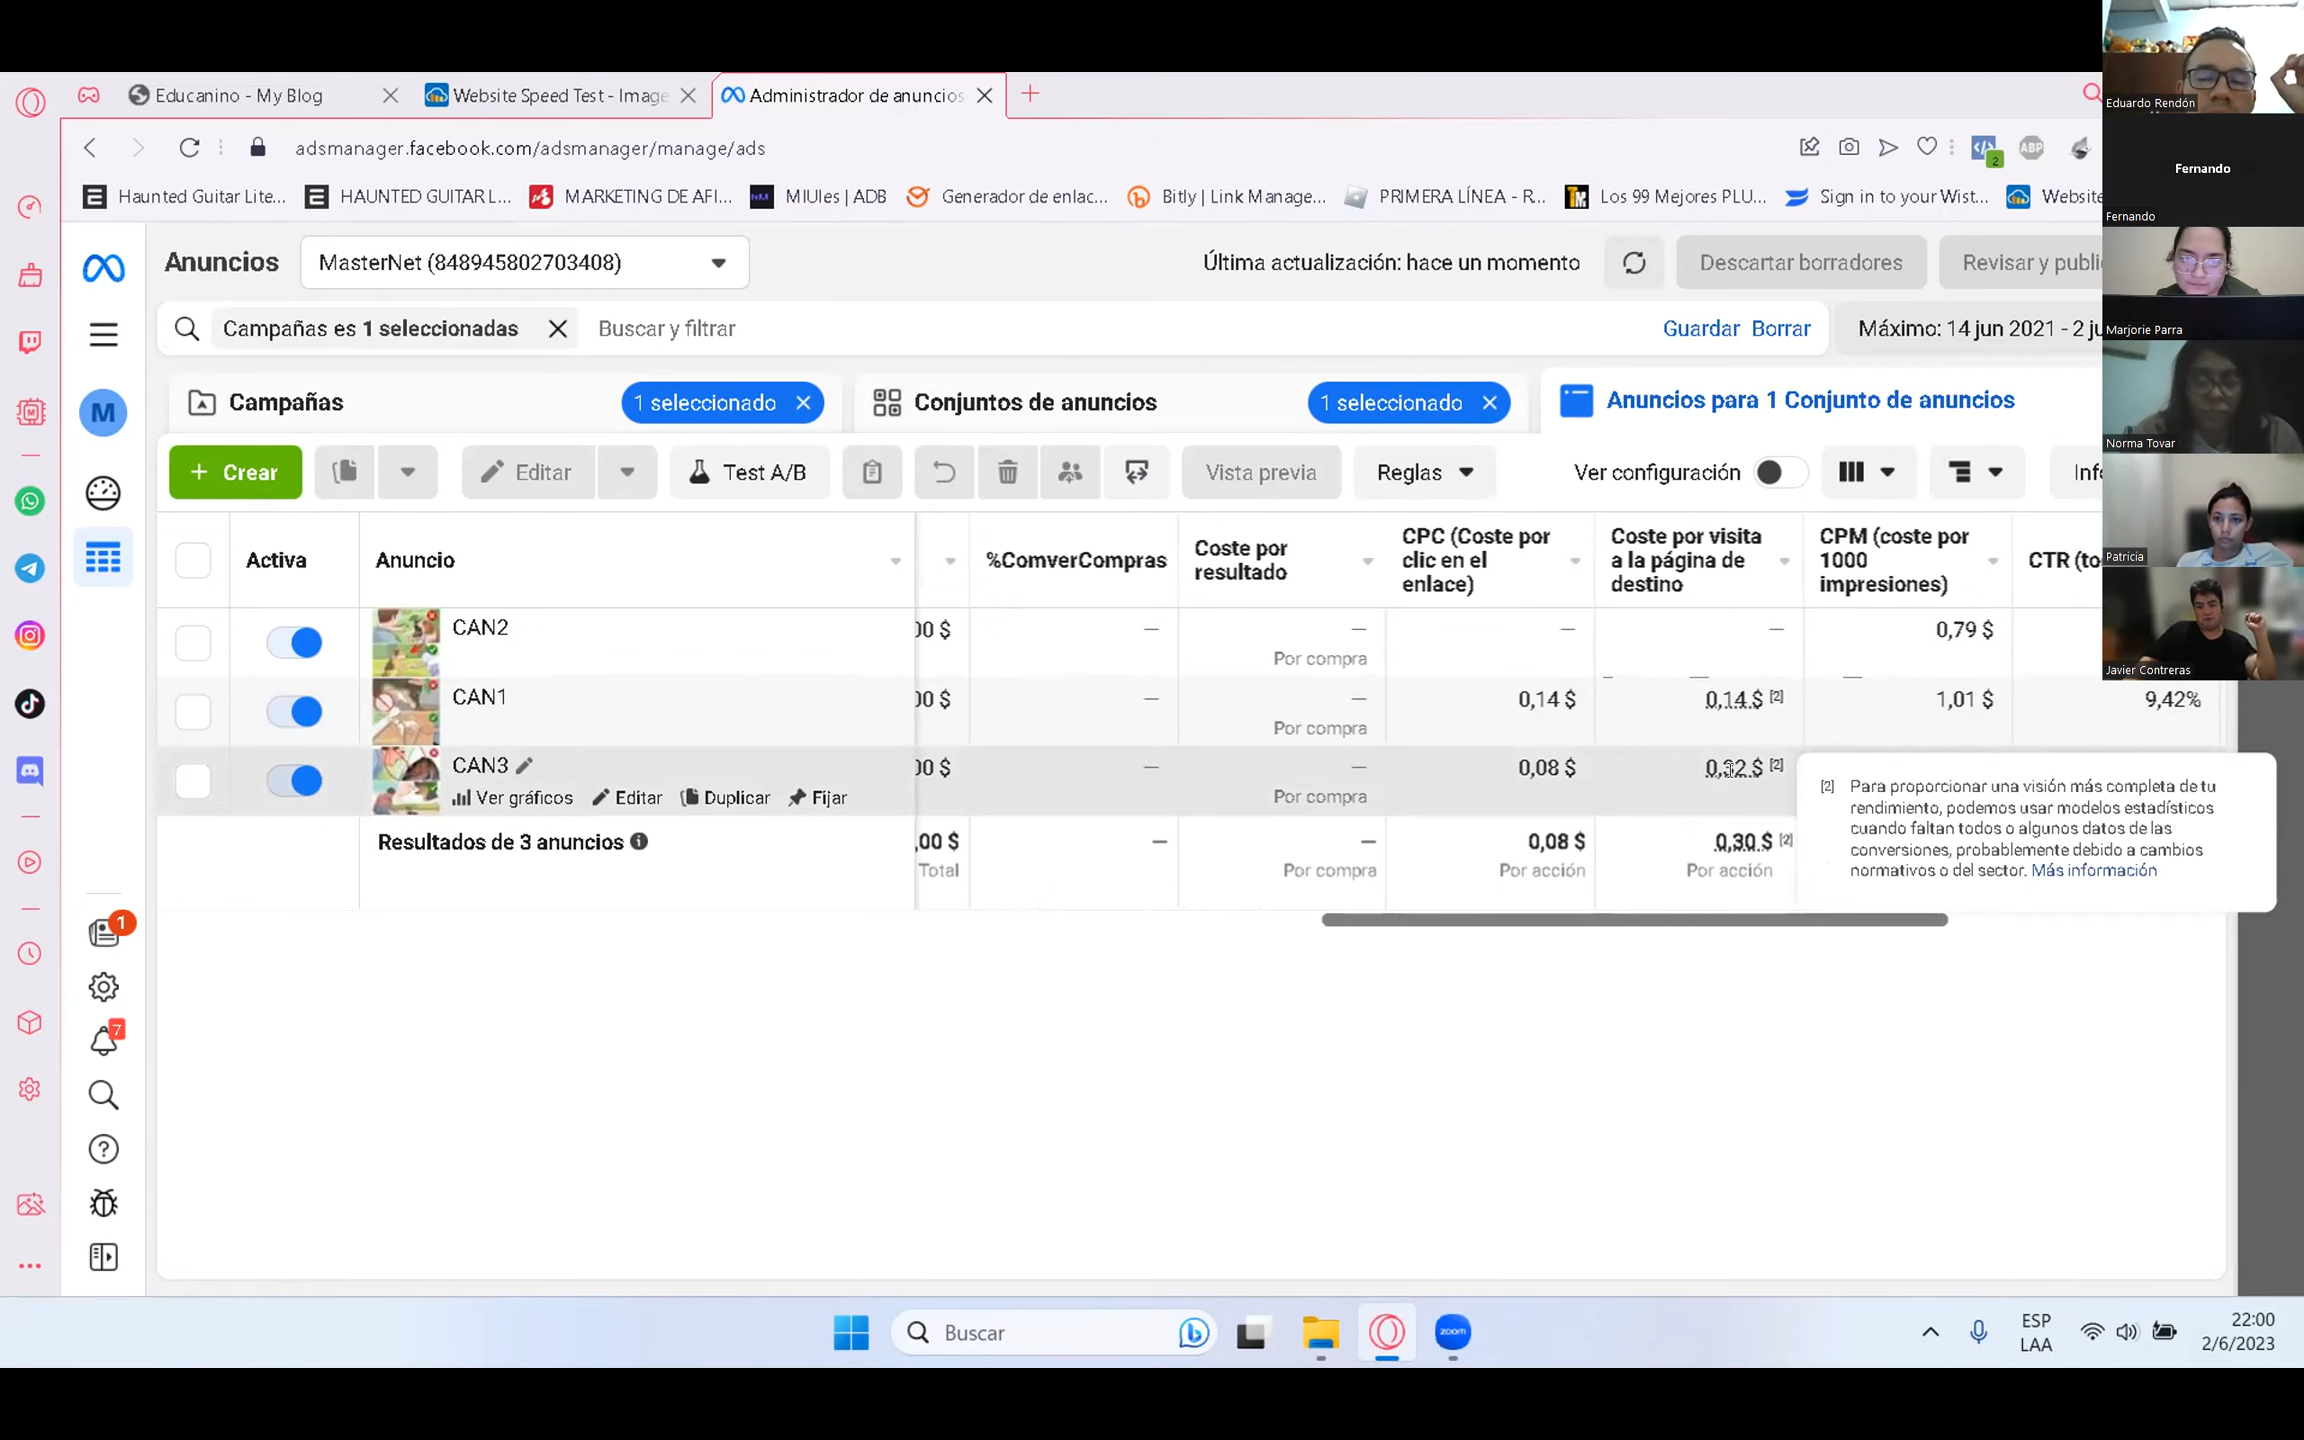 Educanino - My Blog
Website Speed Test - Image
Administrador de anuncios
adsmanager.facebook.com/adsmanager/manage/ads
ABP
2
Haunted Guitar Lite...
HAUNTED GUITAR L...
MARKETING DE AFI...
MIUIes | ADB
Generador de enlac...
Bitly | Link Manage...
PRIMERA LÍNEA - R...
Los 99 Mejores PLU...
Sign in to your Wist...
Anuncios
MasterNet (848945802703408)
Última actualización: hace un momento
Descartar borradores
Revisar y publi
Campañas es 1 seleccionadas
Buscar y filtrar
Guardar
Borrar
Máximo: 14 jun 2021 - 2 ju
M
Campañas
1 seleccionado
Conjuntos de anuncios
1 seleccionado
Anuncios para 1 Conjunto de anuncios
+ Crear
Editar
Test A/B
Vista previa
Reglas
Ver configuración
Activa
Anuncio
%ComverCompras
Coste por resultado
CPC (Coste por clic en el enlace)
Coste por visita a la página de destino
CPM (coste por 1000 impresiones)
CTR (to
CAN2
00 $
—
—
Por compra
—
—
0,79 $
CAN1
00 $
—
—
Por compra
0,14 $
0,14 $ [2]
1,01 $
9,42%
CAN3
Ver gráficos
Editar
Duplicar
Fijar
00 $
—
—
Por compra
0,08 $
[2]
Resultados de 3 anuncios
,00 $
Total
—
—
Por compra
0,08 $
Por acción
0,30 $ [2]
Por acción
[2] Para proporcionar una visión más completa de tu
rendimiento, podemos usar modelos estadísticos
cuando faltan todos o algunos datos de las
conversiones, probablemente debido a cambios
normativos o del sector. Más información
1
7
Eduardo Rendón
Fernando
Fernando
Marjorie Parra
Norma Tovar
Patricia
Javier Contreras
Buscar
zoom
ESP
LAA
22:00
2/6/2023